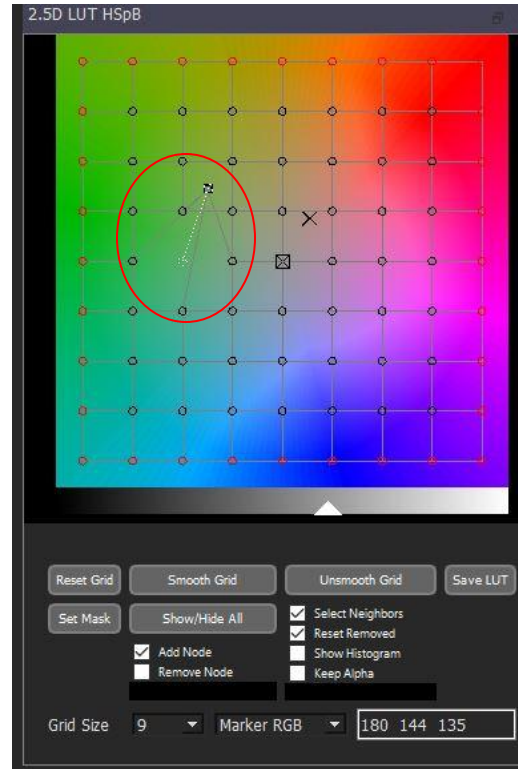 2.5D LUT HSpB
Reset Grid Smooth Grid Unsmooth Grid Save LUT
Set Mask Show/Hide All Select Neighbors
Reset Removed
Add Node Show Histogram
Remove Node Keep Alpha
Grid Size 9 Marker RGB 180 144 135